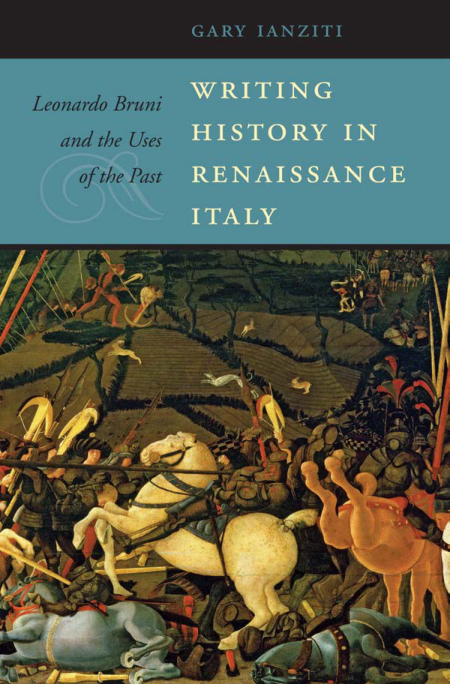 GARY IANZITI
Leonardo Bruni
and the Uses
of the Past
WRITING
HISTORY IN
RENAISSANCE
ITALY